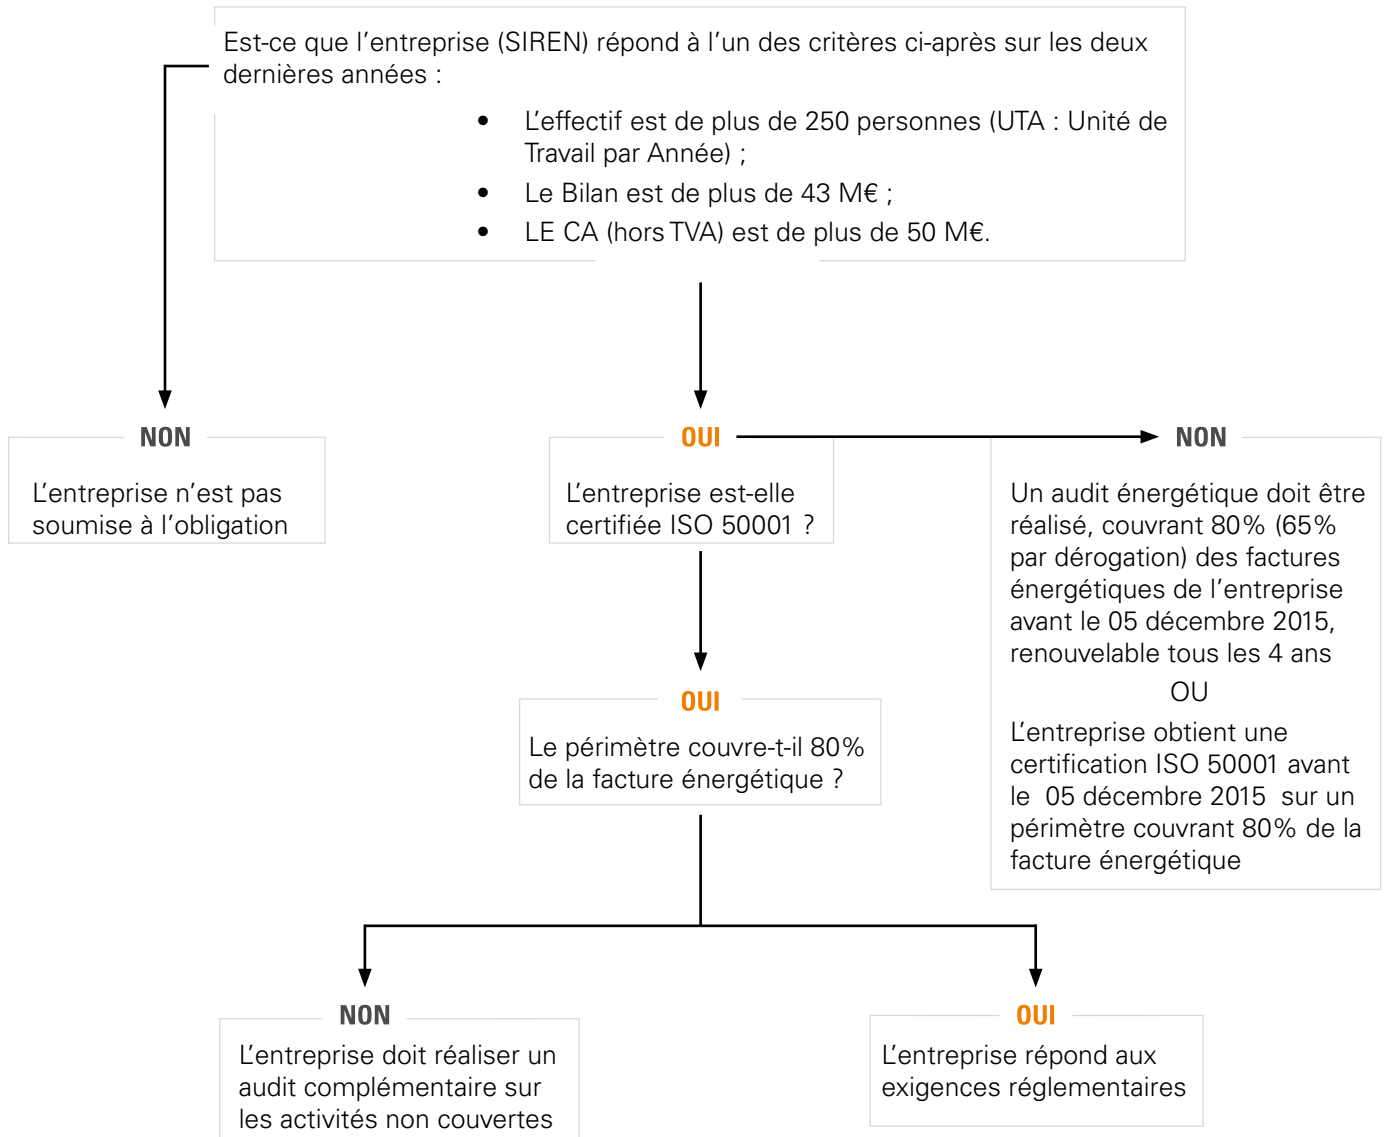 Est-ce que l’entreprise (SIREN) répond à l’un des critères ci-après sur les deux
dernières années :
• L’effectif est de plus de 250 personnes (UTA : Unité de
Travail par Année) ;
• Le Bilan est de plus de 43 M€ ;
• LE CA (hors TVA) est de plus de 50 M€.
NON
L’entreprise n’est pas
soumise à l’obligation
OUI
L’entreprise est-elle
certifiée ISO 50001 ?
NON
Un audit énergétique doit être
réalisé, couvrant 80% (65%
par dérogation) des factures
énergétiques de l’entreprise
avant le 05 décembre 2015,
renouvelable tous les 4 ans
OU
L’entreprise obtient une
certification ISO 50001 avant
le 05 décembre 2015 sur un
périmètre couvrant 80% de la
facture énergétique
OUI
Le périmètre couvre-t-il 80%
de la facture énergétique ?
NON
L’entreprise doit réaliser un
audit complémentaire sur
les activités non couvertes
OUI
L’entreprise répond aux
exigences réglementaires